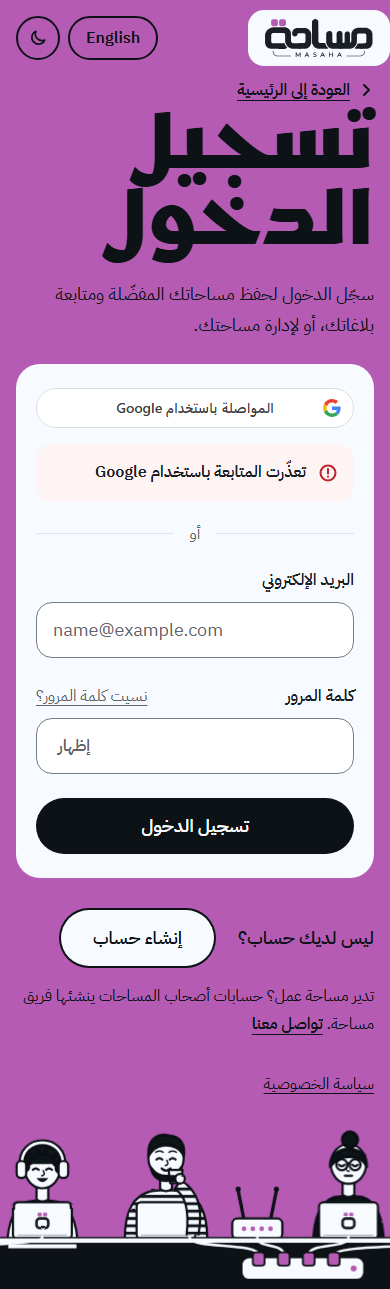 مساحة
MASAHA
English
العودة إلى الرئيسية
تسجيل
الدخول
سجّل الدخول لحفظ مساحاتك المفضّلة ومتابعة
بلاغاتك، أو لإدارة مساحتك.
المواصلة باستخدام Google
تعذّرت المتابعة باستخدام Google
أو
البريد الإلكتروني
name@example.com
كلمة المرور
نسيت كلمة المرور؟
إظهار
تسجيل الدخول
ليس لديك حساب؟
إنشاء حساب
تدير مساحة عمل؟ حسابات أصحاب المساحات ينشئها فريق
مساحة. تواصل معنا
سياسة الخصوصية